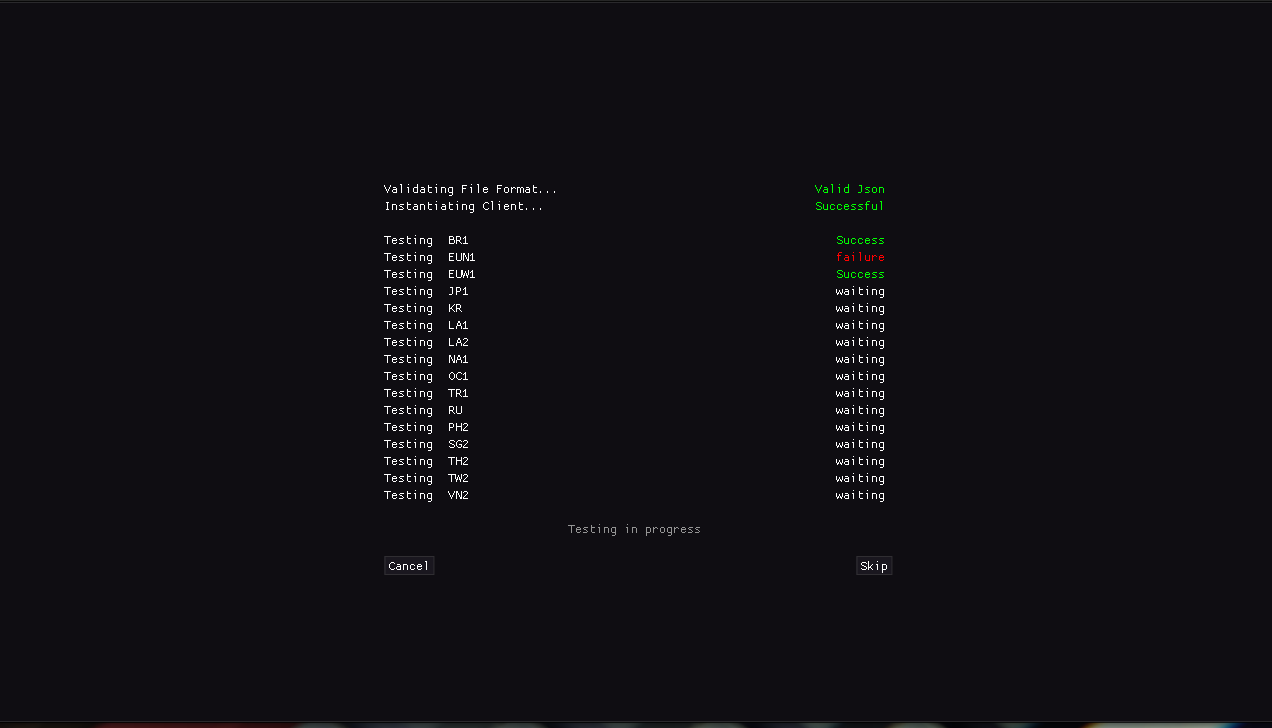 Validating File Format... Valid Json
Instantiating Client... Successful
Testing BR1 Success
Testing EUN1 failure
Testing EUW1 Success
Testing JP1 waiting
Testing KR waiting
Testing LA1 waiting
Testing LA2 waiting
Testing NA1 waiting
Testing OC1 waiting
Testing TR1 waiting
Testing RU waiting
Testing PH2 waiting
Testing SG2 waiting
Testing TH2 waiting
Testing TW2 waiting
Testing VN2 waiting
Testing in progress
Cancel Skip